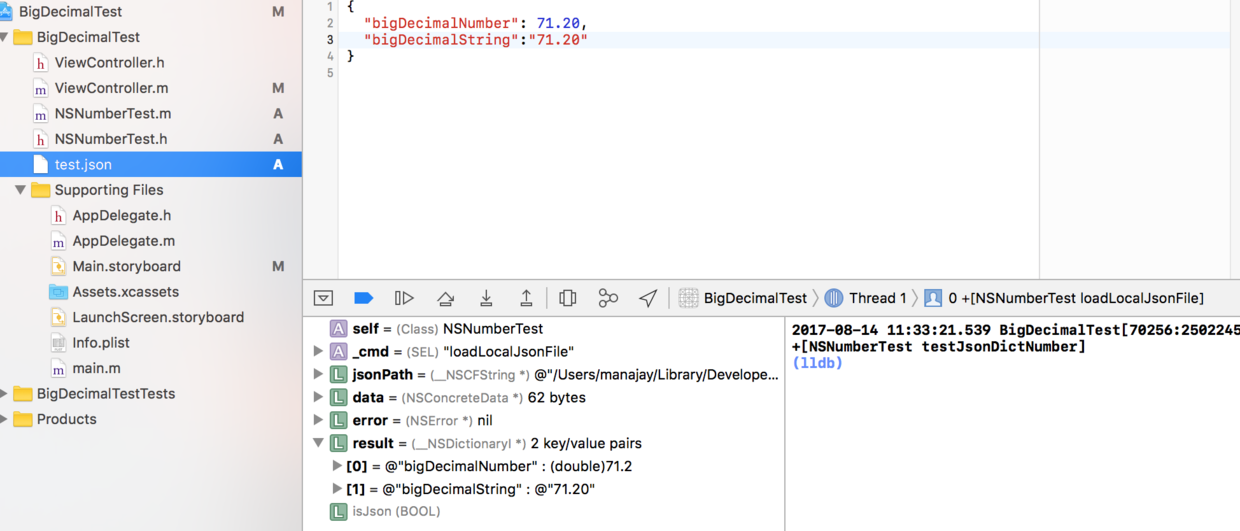 BigDecimalTest M
BigDecimalTest
h ViewController.h
m ViewController.m M
m NSNumberTest.m A
h NSNumberTest.h A
test.json A
Supporting Files
h AppDelegate.h
m AppDelegate.m
Main.storyboard M
Assets.xcassets
LaunchScreen.storyboard
Info.plist
m main.m
BigDecimalTestTests
Products
1 {
2 "bigDecimalNumber": 71.20,
3 "bigDecimalString":"71.20"
4 }
5
BigDecimalTest Thread 1 0 +[NSNumberTest loadLocalJsonFile]
A self = (Class) NSNumberTest
A _cmd = (SEL) "loadLocalJsonFile"
L jsonPath = (__NSCFString *) @"/Users/manajay/Library/Develope...
L data = (NSConcreteData *) 62 bytes
L error = (NSError *) nil
L result = (__NSDictionaryI *) 2 key/value pairs
[0] = @"bigDecimalNumber" : (double)71.2
[1] = @"bigDecimalString" : @"71.20"
L isJson (BOOL)
2017-08-14 11:33:21.539 BigDecimalTest[70256:2502245
+[NSNumberTest testJsonDictNumber]
(lldb)